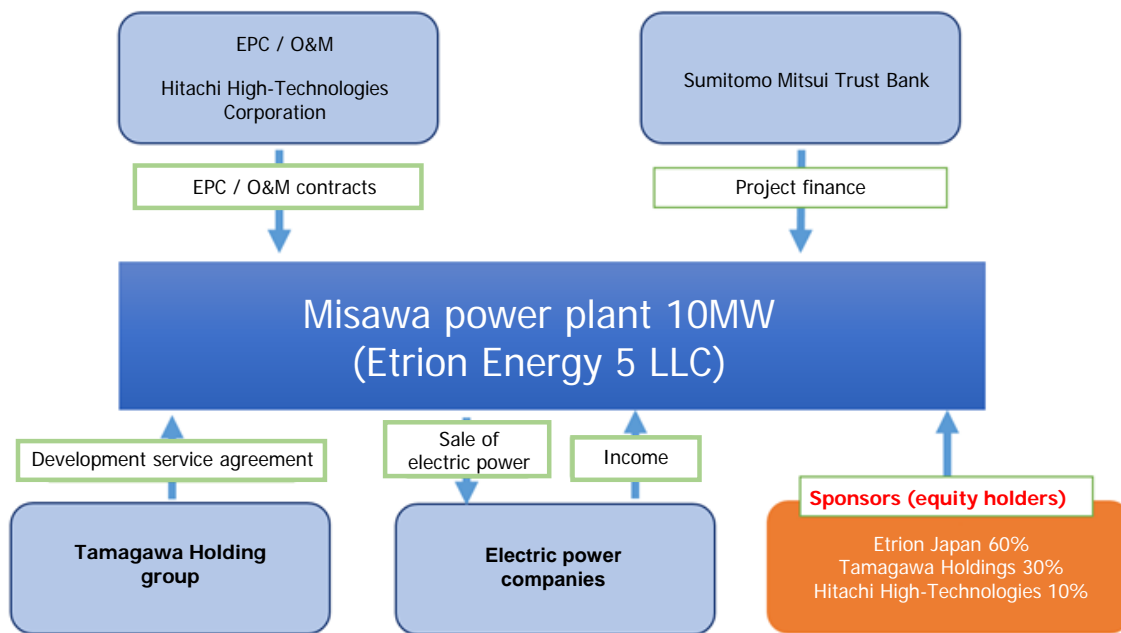 EPC / O&M
Hitachi High-Technologies
Corporation
Sumitomo Mitsui Trust Bank
EPC / O&M contracts
Project finance
Misawa power plant 10MW
(Etrion Energy 5 LLC)
Development service agreement
Sale of
electric power
Income
Sponsors (equity holders)
Tamagawa Holding
group
Electric power
companies
Etrion Japan 60%
Tamagawa Holdings 30%
Hitachi High-Technologies 10%